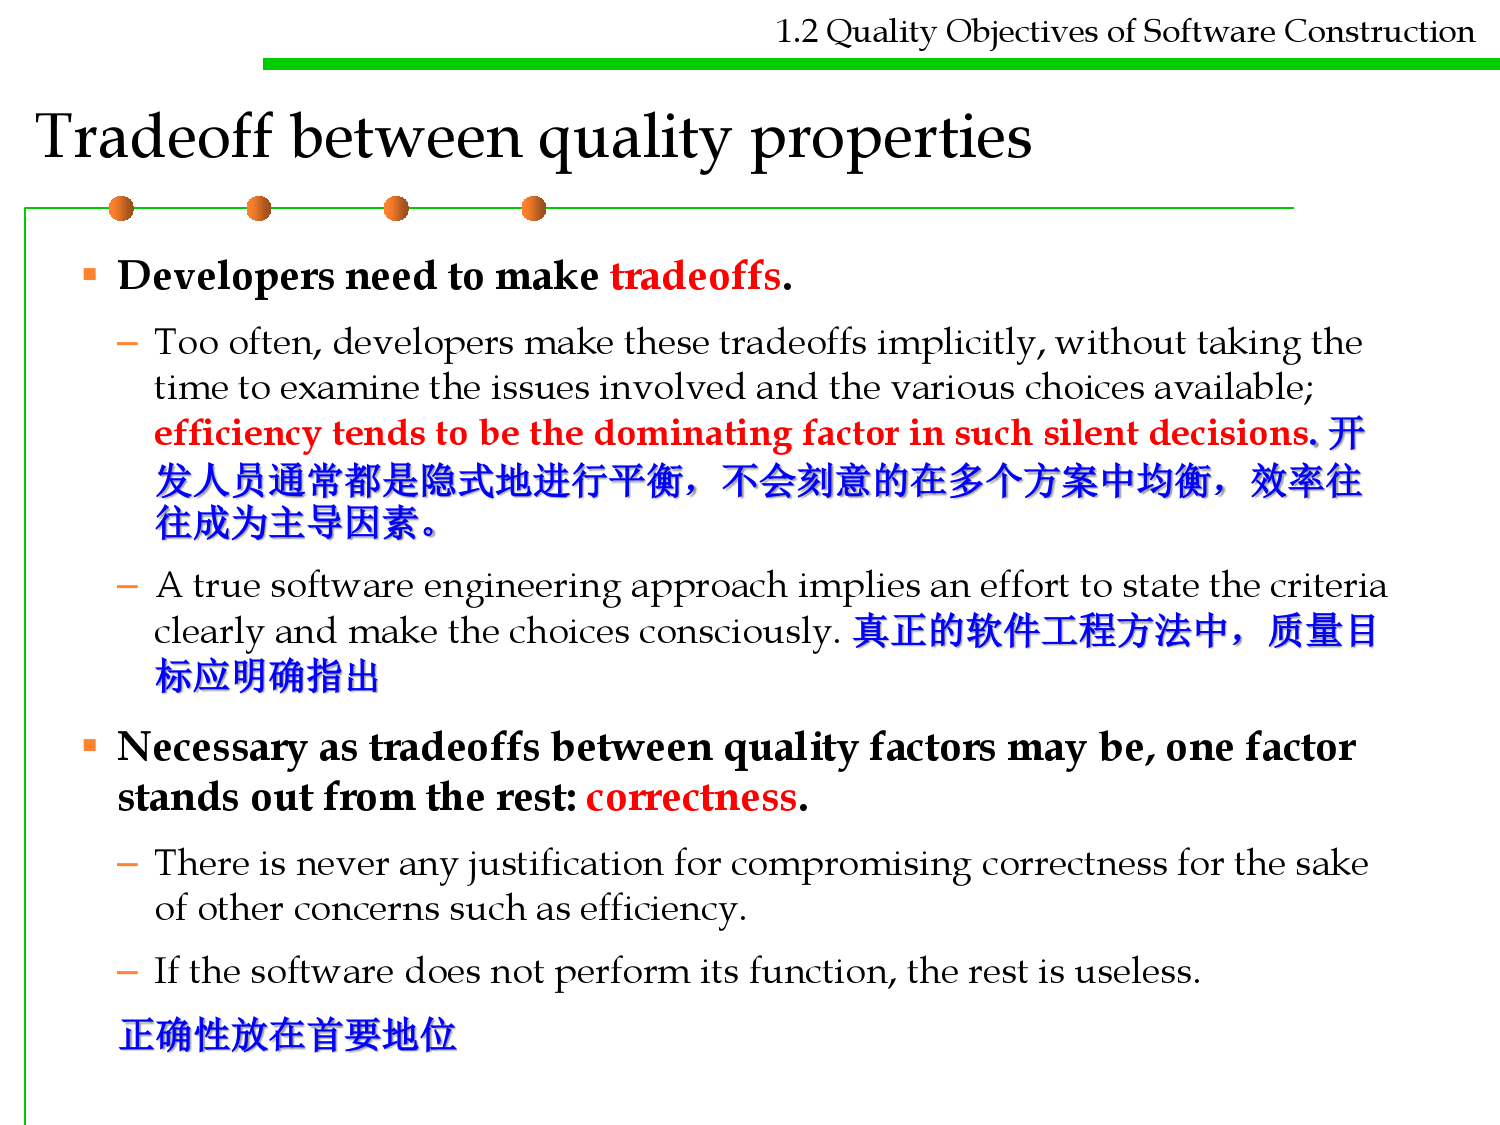 1.2 Quality Objectives of Software Construction
Tradeoff between quality properties
▪ Developers need to make tradeoffs.
– Too often, developers make these tradeoffs implicitly, without taking the
time to examine the issues involved and the various choices available;
efficiency tends to be the dominating factor in such silent decisions. 开
发人员通常都是隐式地进行平衡，不会刻意的在多个方案中均衡，效率往
往成为主导因素。
– A true software engineering approach implies an effort to state the criteria
clearly and make the choices consciously. 真正的软件工程方法中，质量目
标应明确指出
▪ Necessary as tradeoffs between quality factors may be, one factor
stands out from the rest: correctness.
– There is never any justification for compromising correctness for the sake
of other concerns such as efficiency.
– If the software does not perform its function, the rest is useless.
正确性放在首要地位